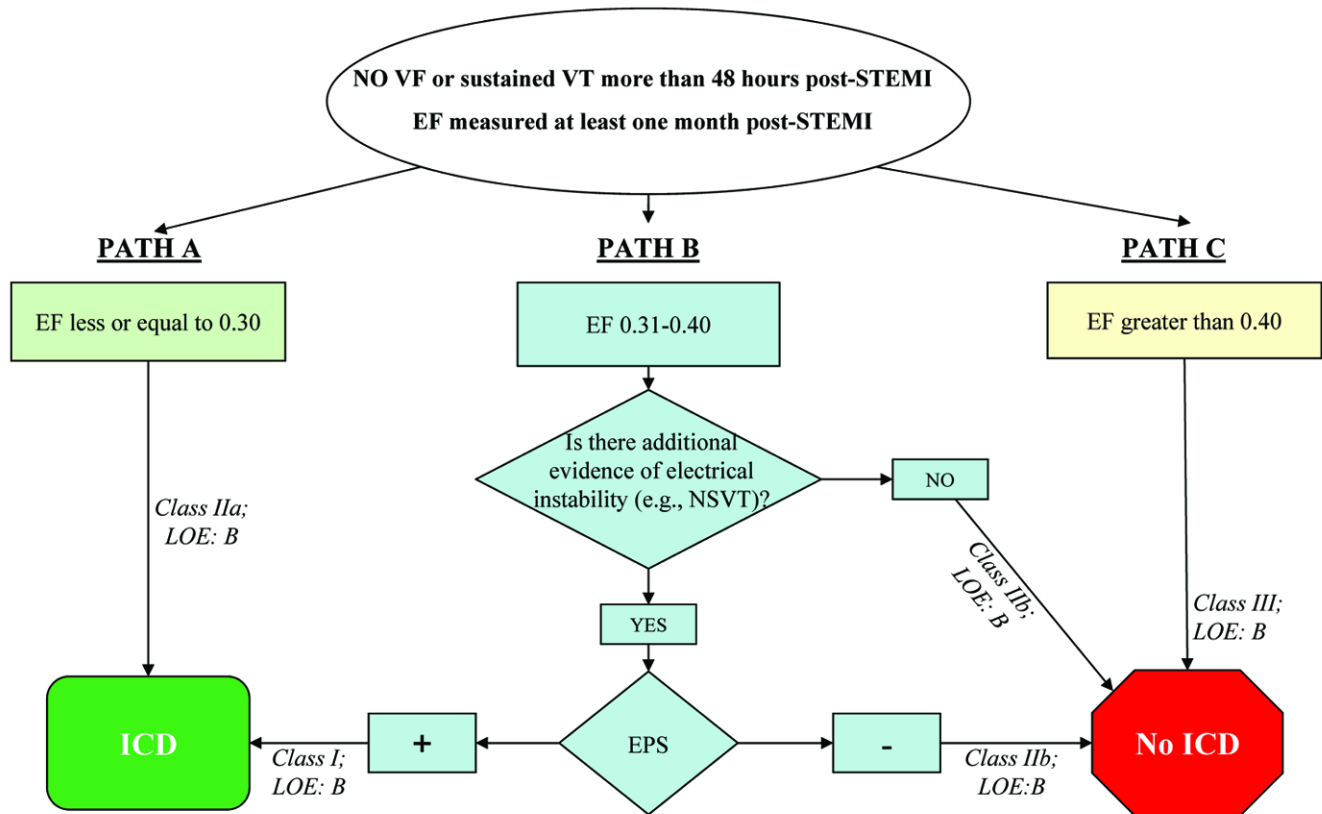 NO VF or sustained VT more than 48 hours post-STEMI
EF measured at least one month post-STEMI
PATH A
PATH B
PATH C
EF less or equal to 0.30
EF 0.31-0.40
EF greater than 0.40
Is there additional
evidence of electrical
instability (e.g., NSVT)?
NO
Class IIa;
LOE: B
Class IIb;
LOE: B
Class III;
LOE: B
YES
ICD
Class I;
LOE: B
+
EPS
-
Class IIb;
LOE:B
No ICD